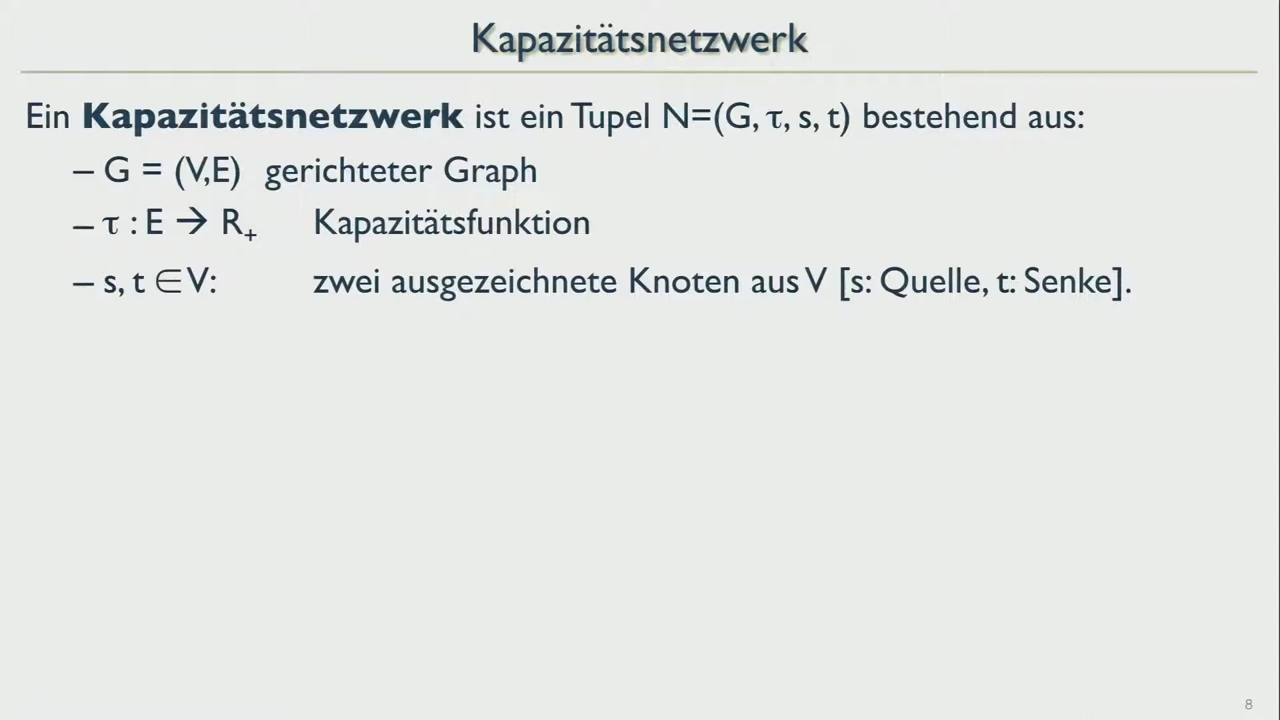 Kapazitätsnetzwerk
Ein Kapazitätsnetzwerk ist ein Tupel N=(G, τ, s, t) bestehend aus:
– G = (V,E) gerichteter Graph
– τ : E → R₊ Kapazitätsfunktion
– s, t ∈ V: zwei ausgezeichnete Knoten aus V [s: Quelle, t: Senke].
8